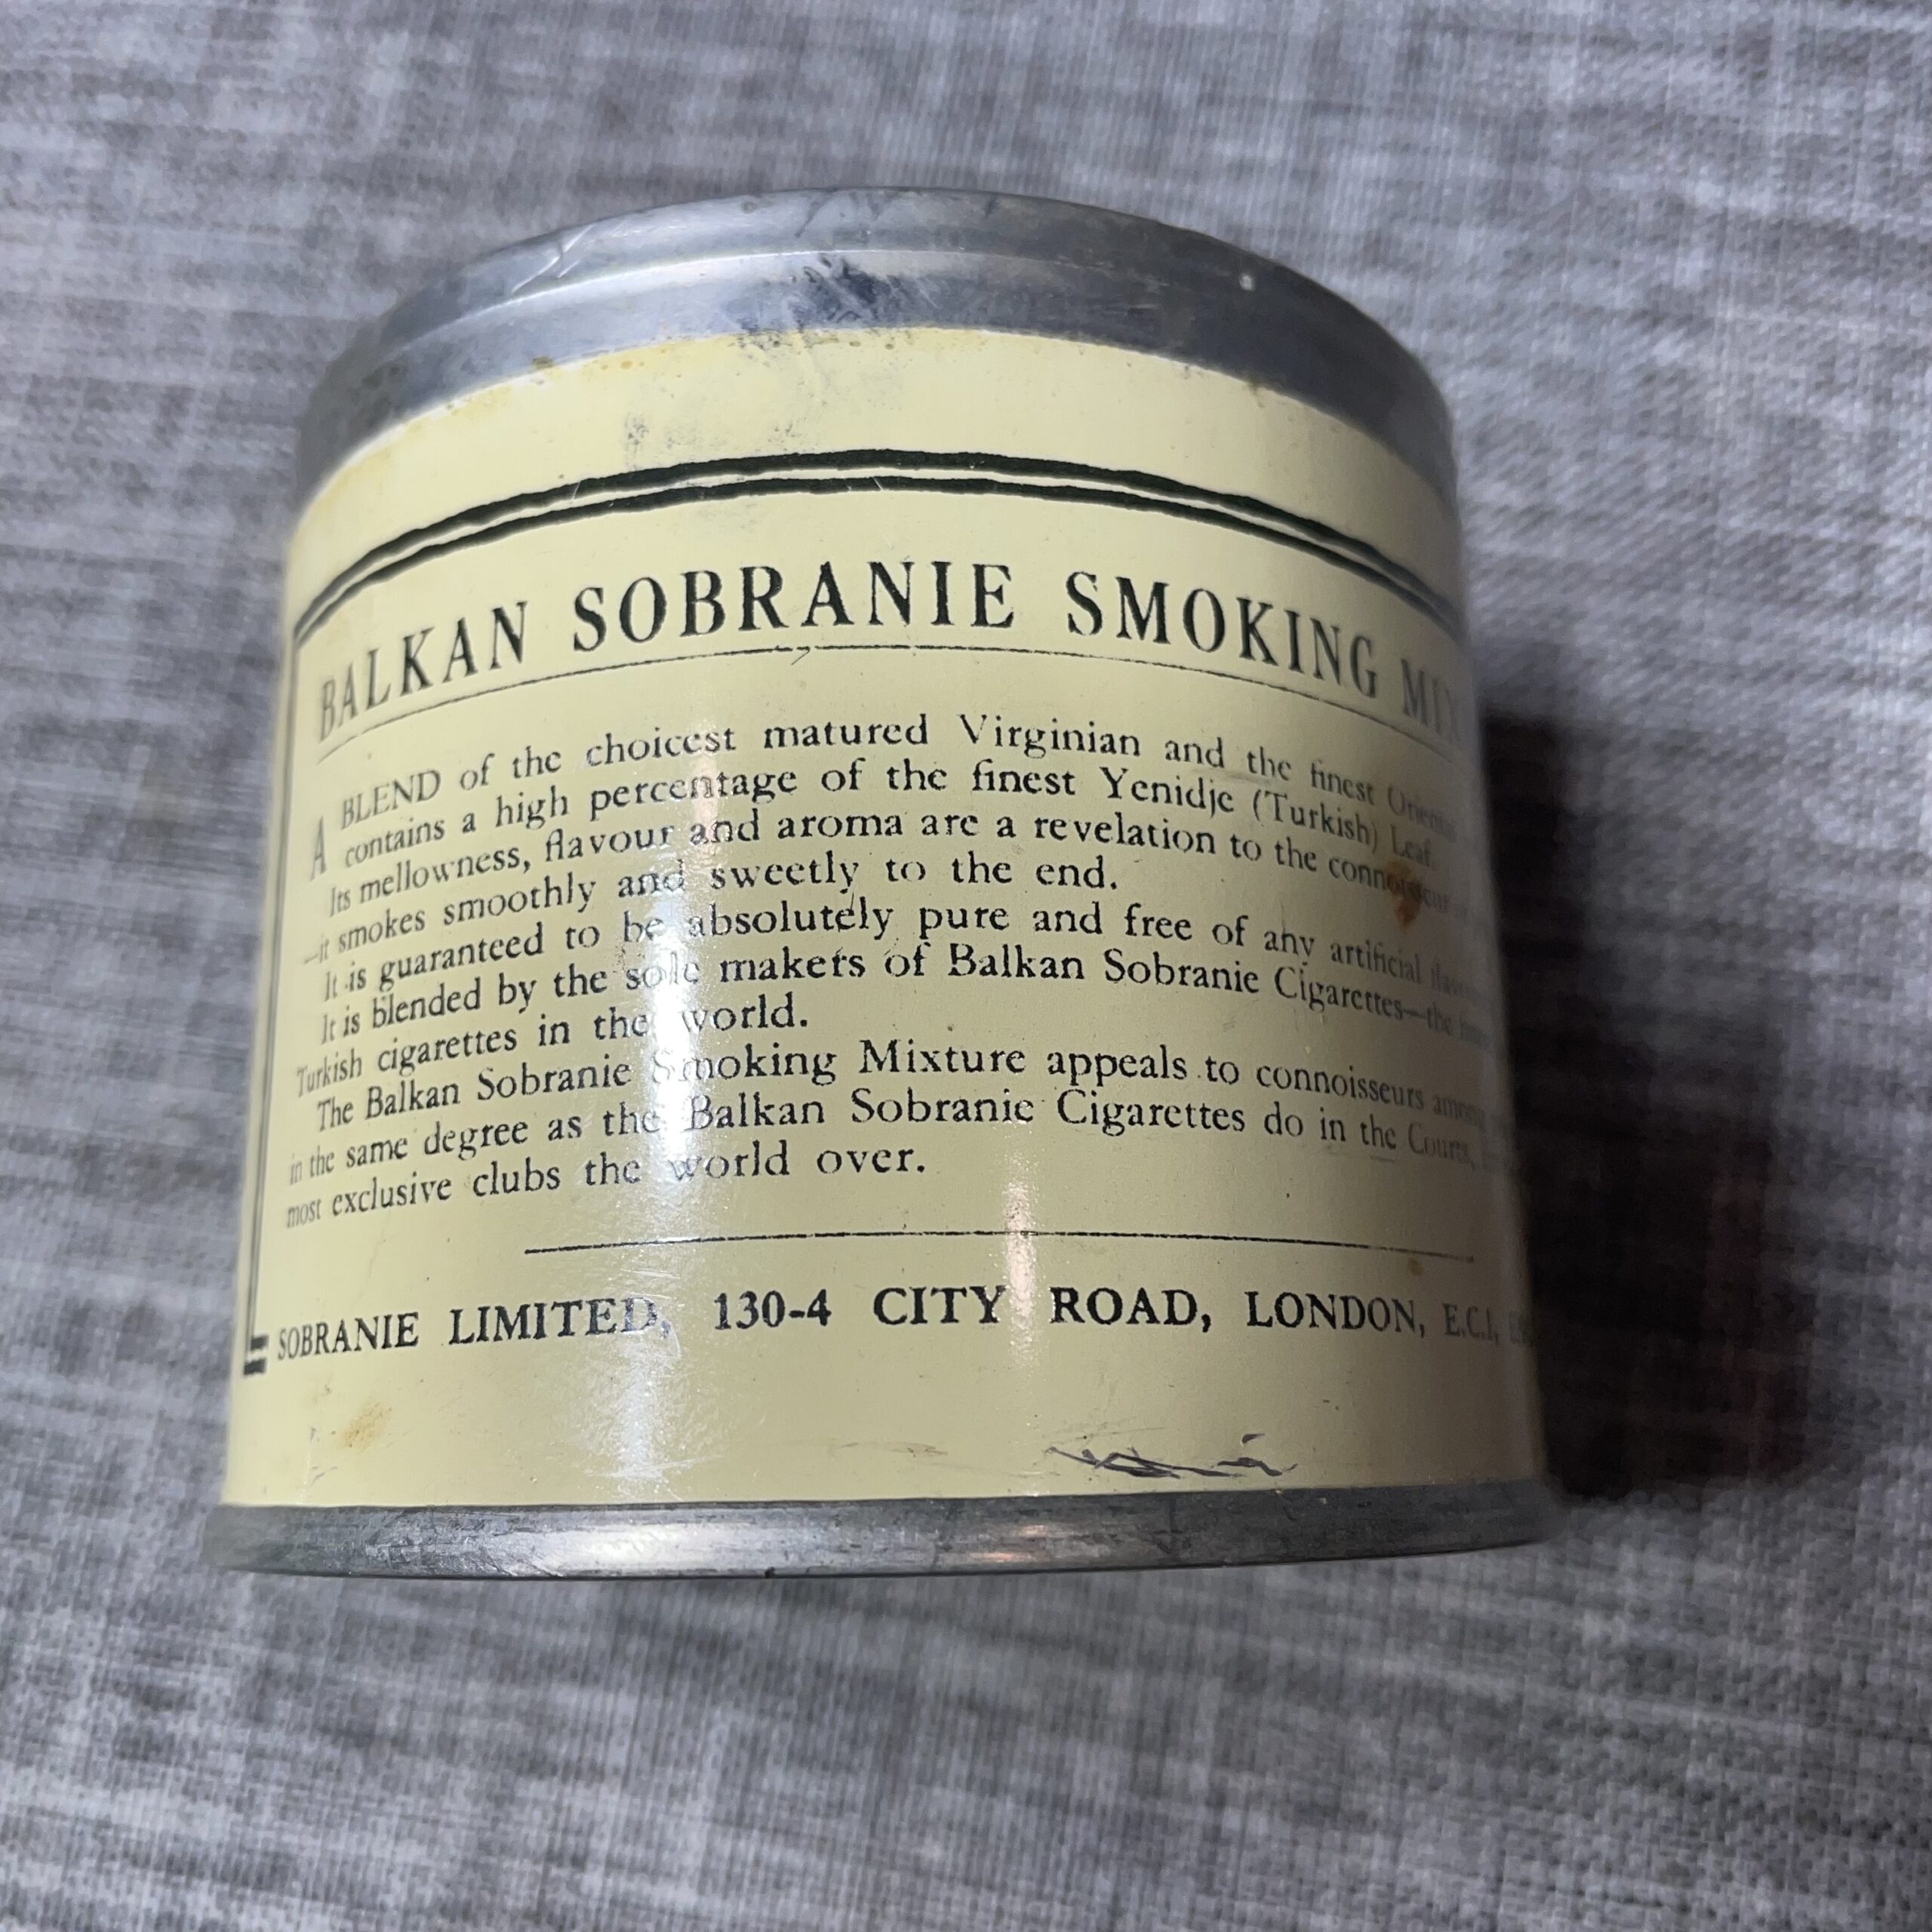 BALKAN SOBRANIE SMOKING
A BLEND of the choicest matured Virginian and the finest
contains a high percentage of the finest Yenidje (Turkish) Leaf.
Its mellowness, flavour and aroma are a revelation to the connoisseur
—it smokes smoothly and sweetly to the end.
It is guaranteed to be absolutely pure and free of any artificial
It is blended by the sole makers of Balkan Sobranie Cigarettes—the
Turkish cigarettes in the world.
The Balkan Sobranie Smoking Mixture appeals to connoisseurs
in the same degree as the Balkan Sobranie Cigarettes do in the Courts,
most exclusive clubs the world over.
SOBRANIE LIMITED, 130-4 CITY ROAD, LONDON, E.C.1,